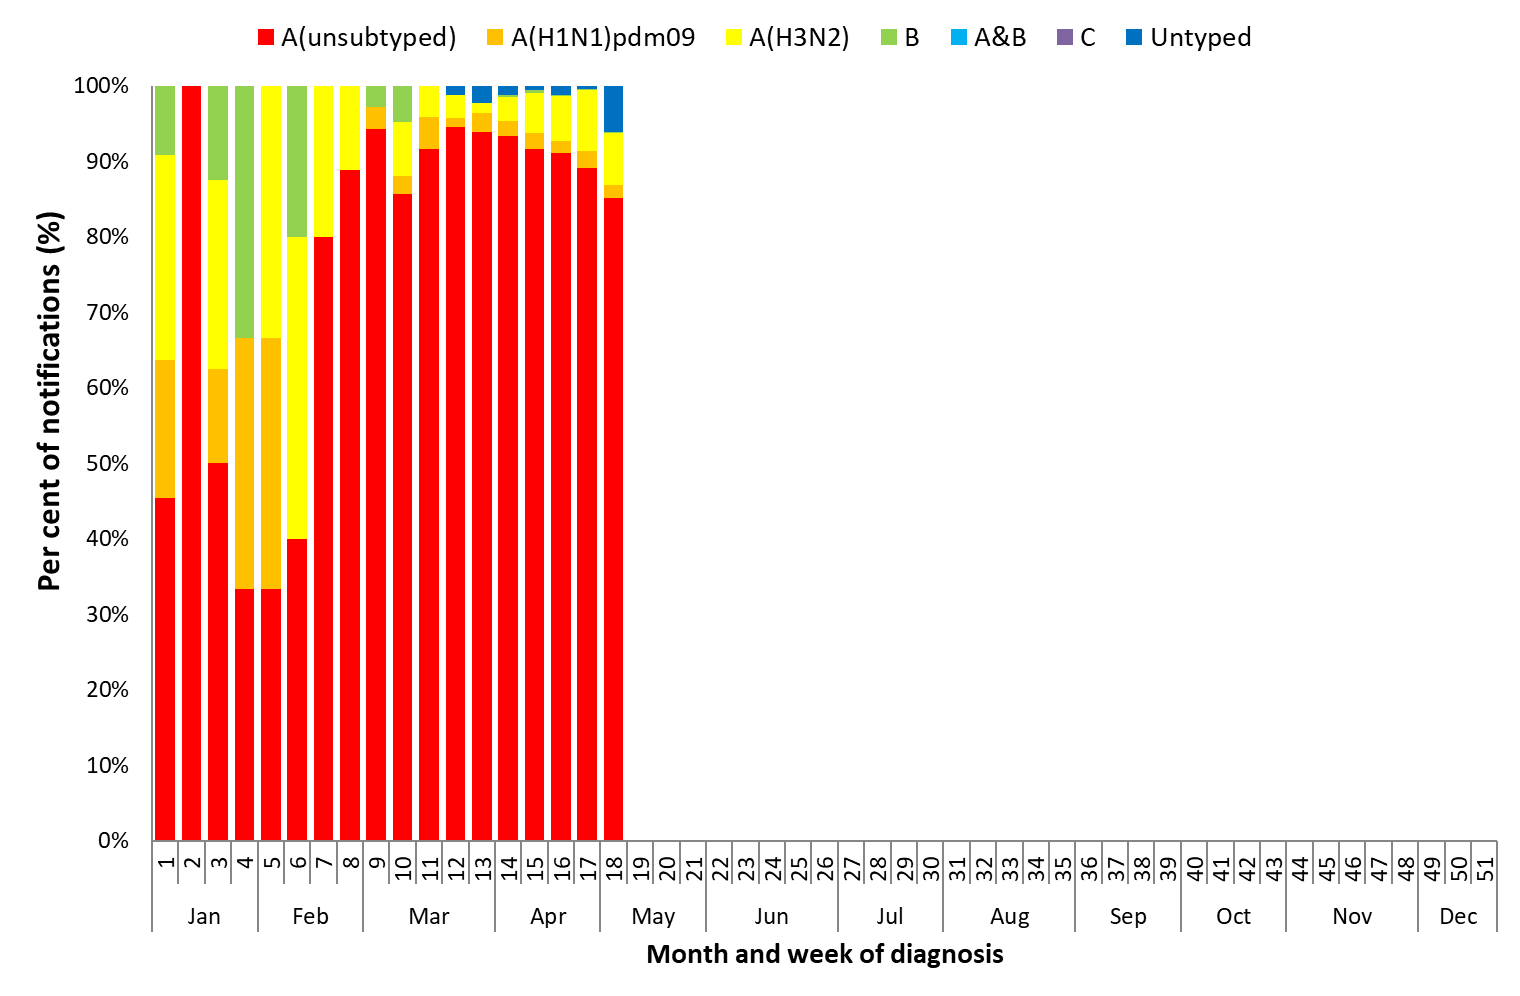 A(unsubtyped) A(H1N1)pdm09 A(H3N2) B A&B C Untyped
Per cent of notifications (%)
100%
90%
80%
70%
60%
50%
40%
30%
20%
10%
0%
1 2 3 4 5 6 7 8 9 10 11 12 13 14 15 16 17 18 19 20 21 22 23 24 25 26 27 28 29 30 31 32 33 34 35 36 37 38 39 40 41 42 43 44 45 46 47 48 49 50 51
Jan Feb Mar Apr May Jun Jul Aug Sep Oct Nov Dec
Month and week of diagnosis